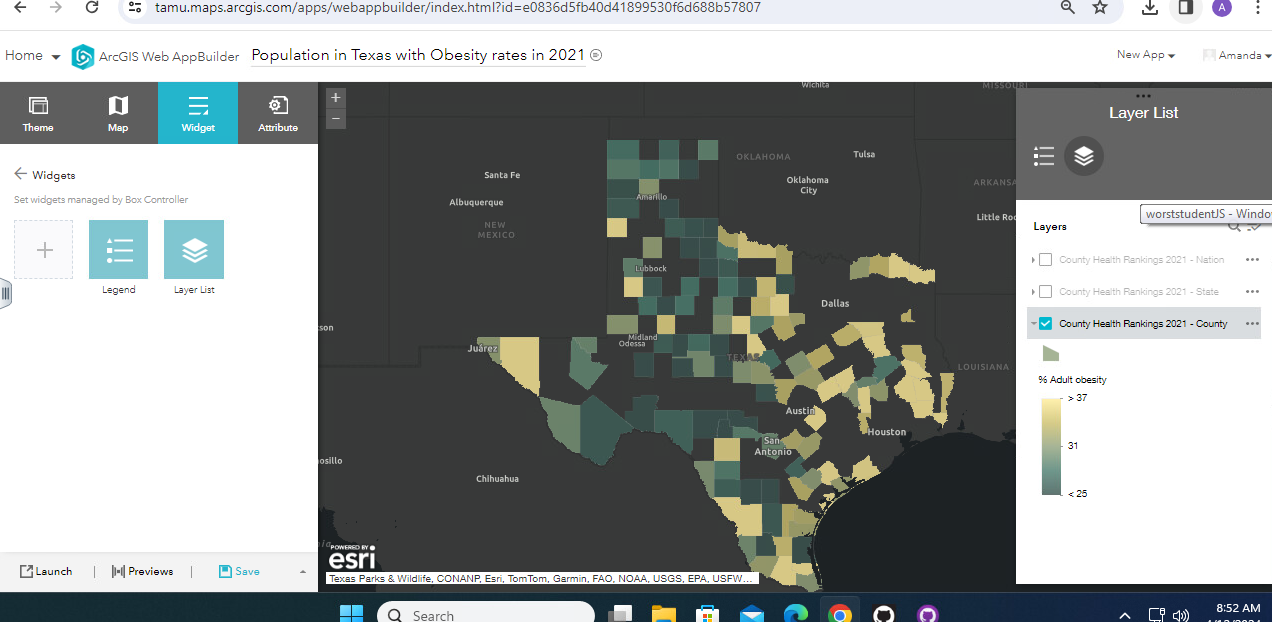 tamu.maps.arcgis.com/apps/webappbuilder/index.html?id=e0836d5fb40d41899530f6d688b57807
A
Home
ArcGIS Web AppBuilder
Population in Texas with Obesity rates in 2021
New App
Amanda
Theme
Map
Widget
Attribute
Widgets
Set widgets managed by Box Controller
+
Legend
Layer List
Launch
Previews
Save
+
−
Wichita
MISSOURI
OKLAHOMA
Tulsa
Santa Fe
Oklahoma
City
ARKANSA
Amarillo
Albuquerque
Little Roc
NEW
MEXICO
Lubbock
Dallas
son
Midland
Odessa
Juárez
TEXAS
LOUISIANA
Austin
Houston
San
Antonio
nosillo
Chihuahua
POWERED BY
esri
Texas Parks & Wildlife, CONANP, Esri, TomTom, Garmin, FAO, NOAA, USGS, EPA, USFW...
Layer List
worststudentJS - Windo
Layers
County Health Rankings 2021 - Nation
County Health Rankings 2021 - State
County Health Rankings 2021 - County
% Adult obesity
> 37
31
< 25
Search
8:52 AM